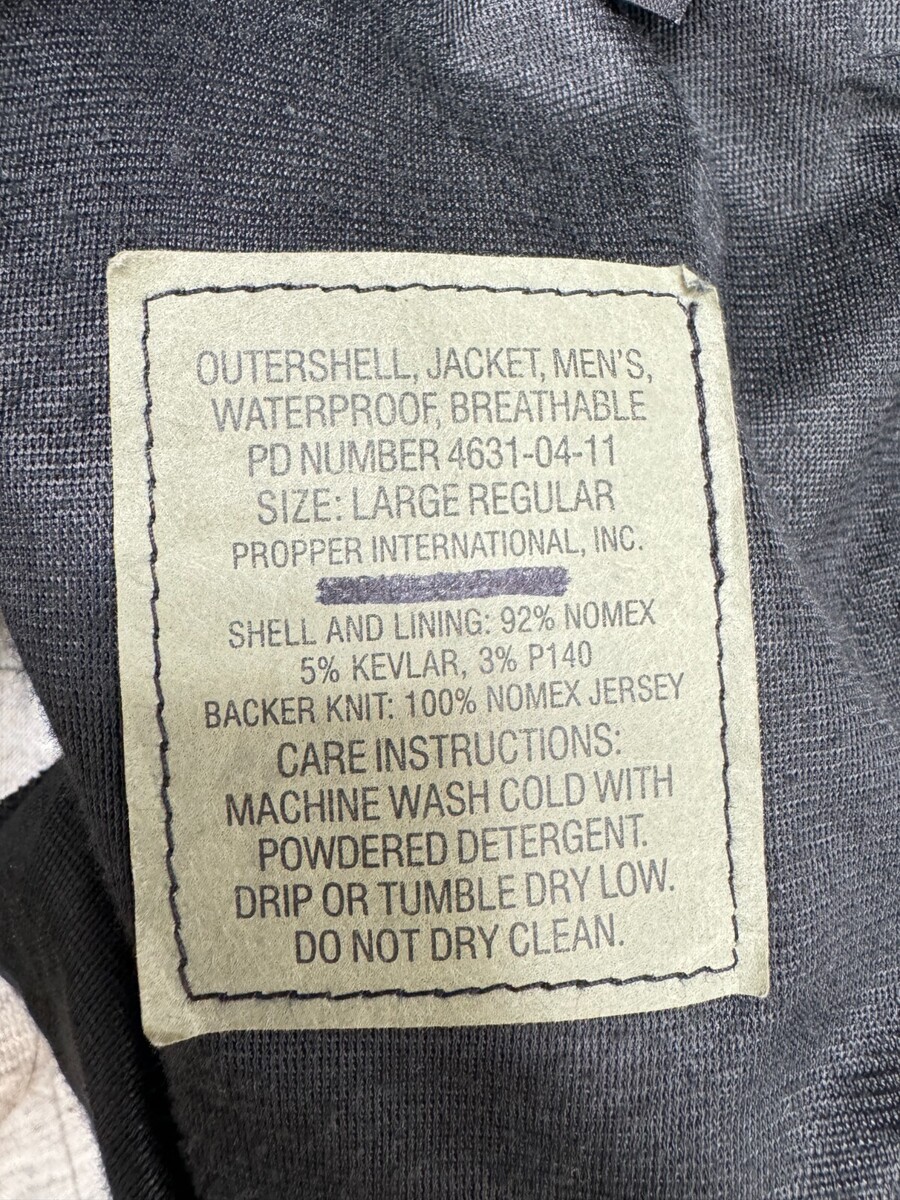 OUTERSHELL, JACKET, MEN'S,
WATERPROOF, BREATHABLE
PD NUMBER 4631-04-11
SIZE: LARGE REGULAR
PROPPER INTERNATIONAL, INC.
SHELL AND LINING: 92% NOMEX
5% KEVLAR, 3% P140
BACKER KNIT: 100% NOMEX JERSEY
CARE INSTRUCTIONS:
MACHINE WASH COLD WITH
POWDERED DETERGENT.
DRIP OR TUMBLE DRY LOW.
DO NOT DRY CLEAN.